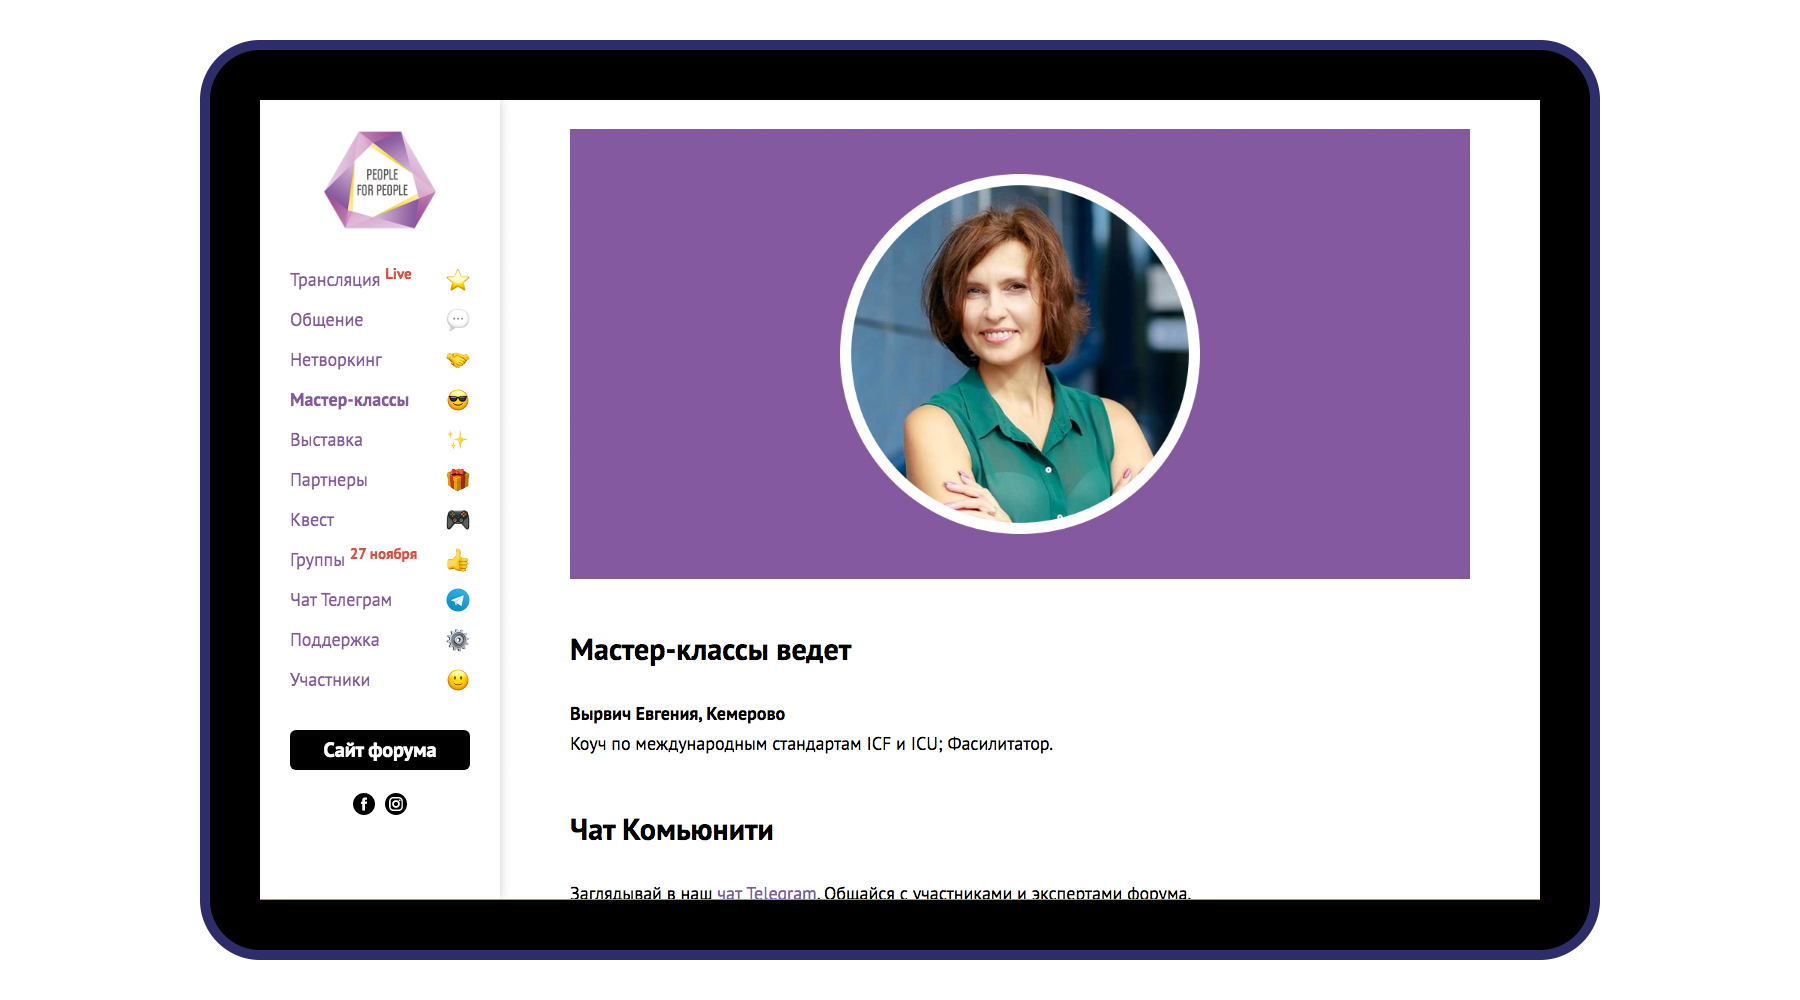 PEOPLE
FOR PEOPLE
Трансляция Live
Общение
Нетворкинг
Мастер-классы
Выставка
Партнеры
Квест
Группы 27 ноября
Чат Телеграм
Поддержка
Участники
Сайт форума
Мастер-классы ведет
Вырвич Евгения, Кемерово
Коуч по международным стандартам ICF и ICU; Фасилитатор.
Чат Комьюнити
Заглядывай в наш чат Telegram. Общайся с участниками и экспертами форума.